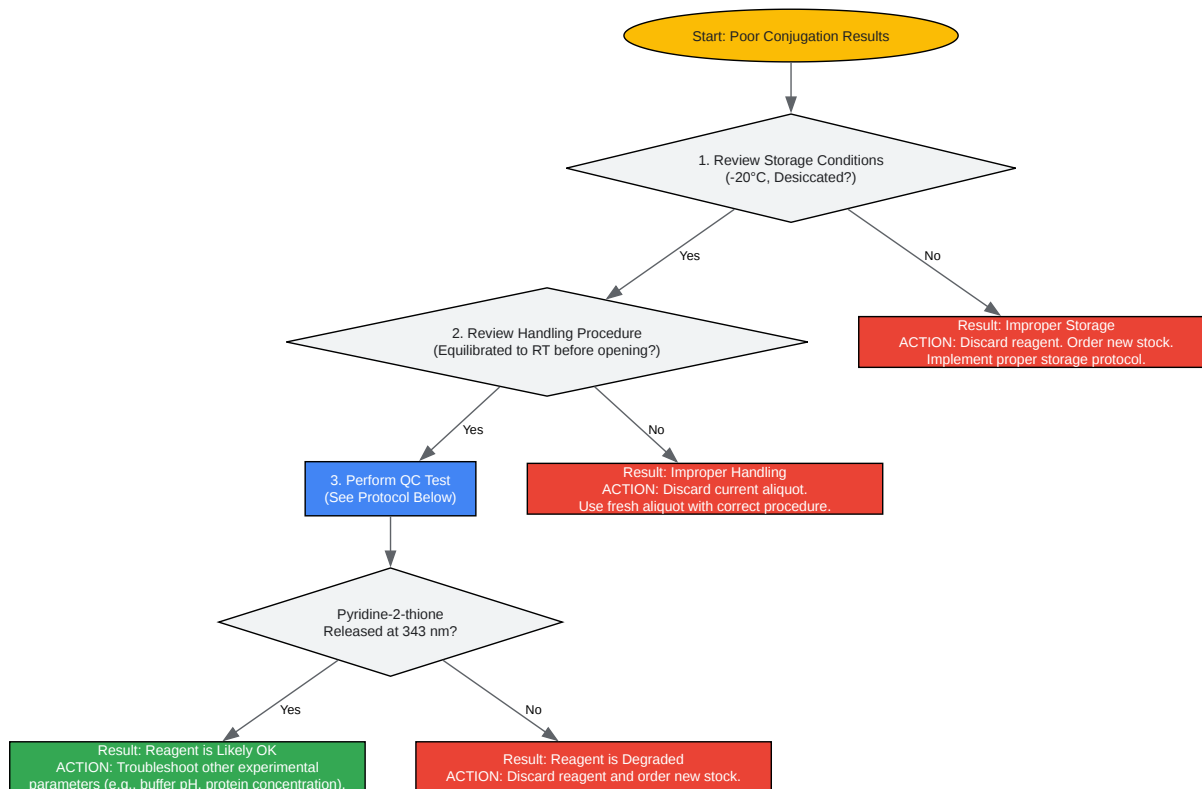 Start: Poor Conjugation Results
1. Review Storage Conditions
(-20°C, Desiccated?)
Yes
No
2. Review Handling Procedure
(Equilibrated to RT before opening?)
Result: Improper Storage
ACTION: Discard reagent. Order new stock.
Implement proper storage protocol.
Yes
No
3. Perform QC Test
(See Protocol Below)
Result: Improper Handling
ACTION: Discard current aliquot.
Use fresh aliquot with correct procedure.
Pyridine-2-thione
Released at 343 nm?
Yes
No
Result: Reagent is Likely OK
ACTION: Troubleshoot other experimental
parameters (e.g., buffer pH, protein concentration).
Result: Reagent is Degraded
ACTION: Discard reagent and order new stock.